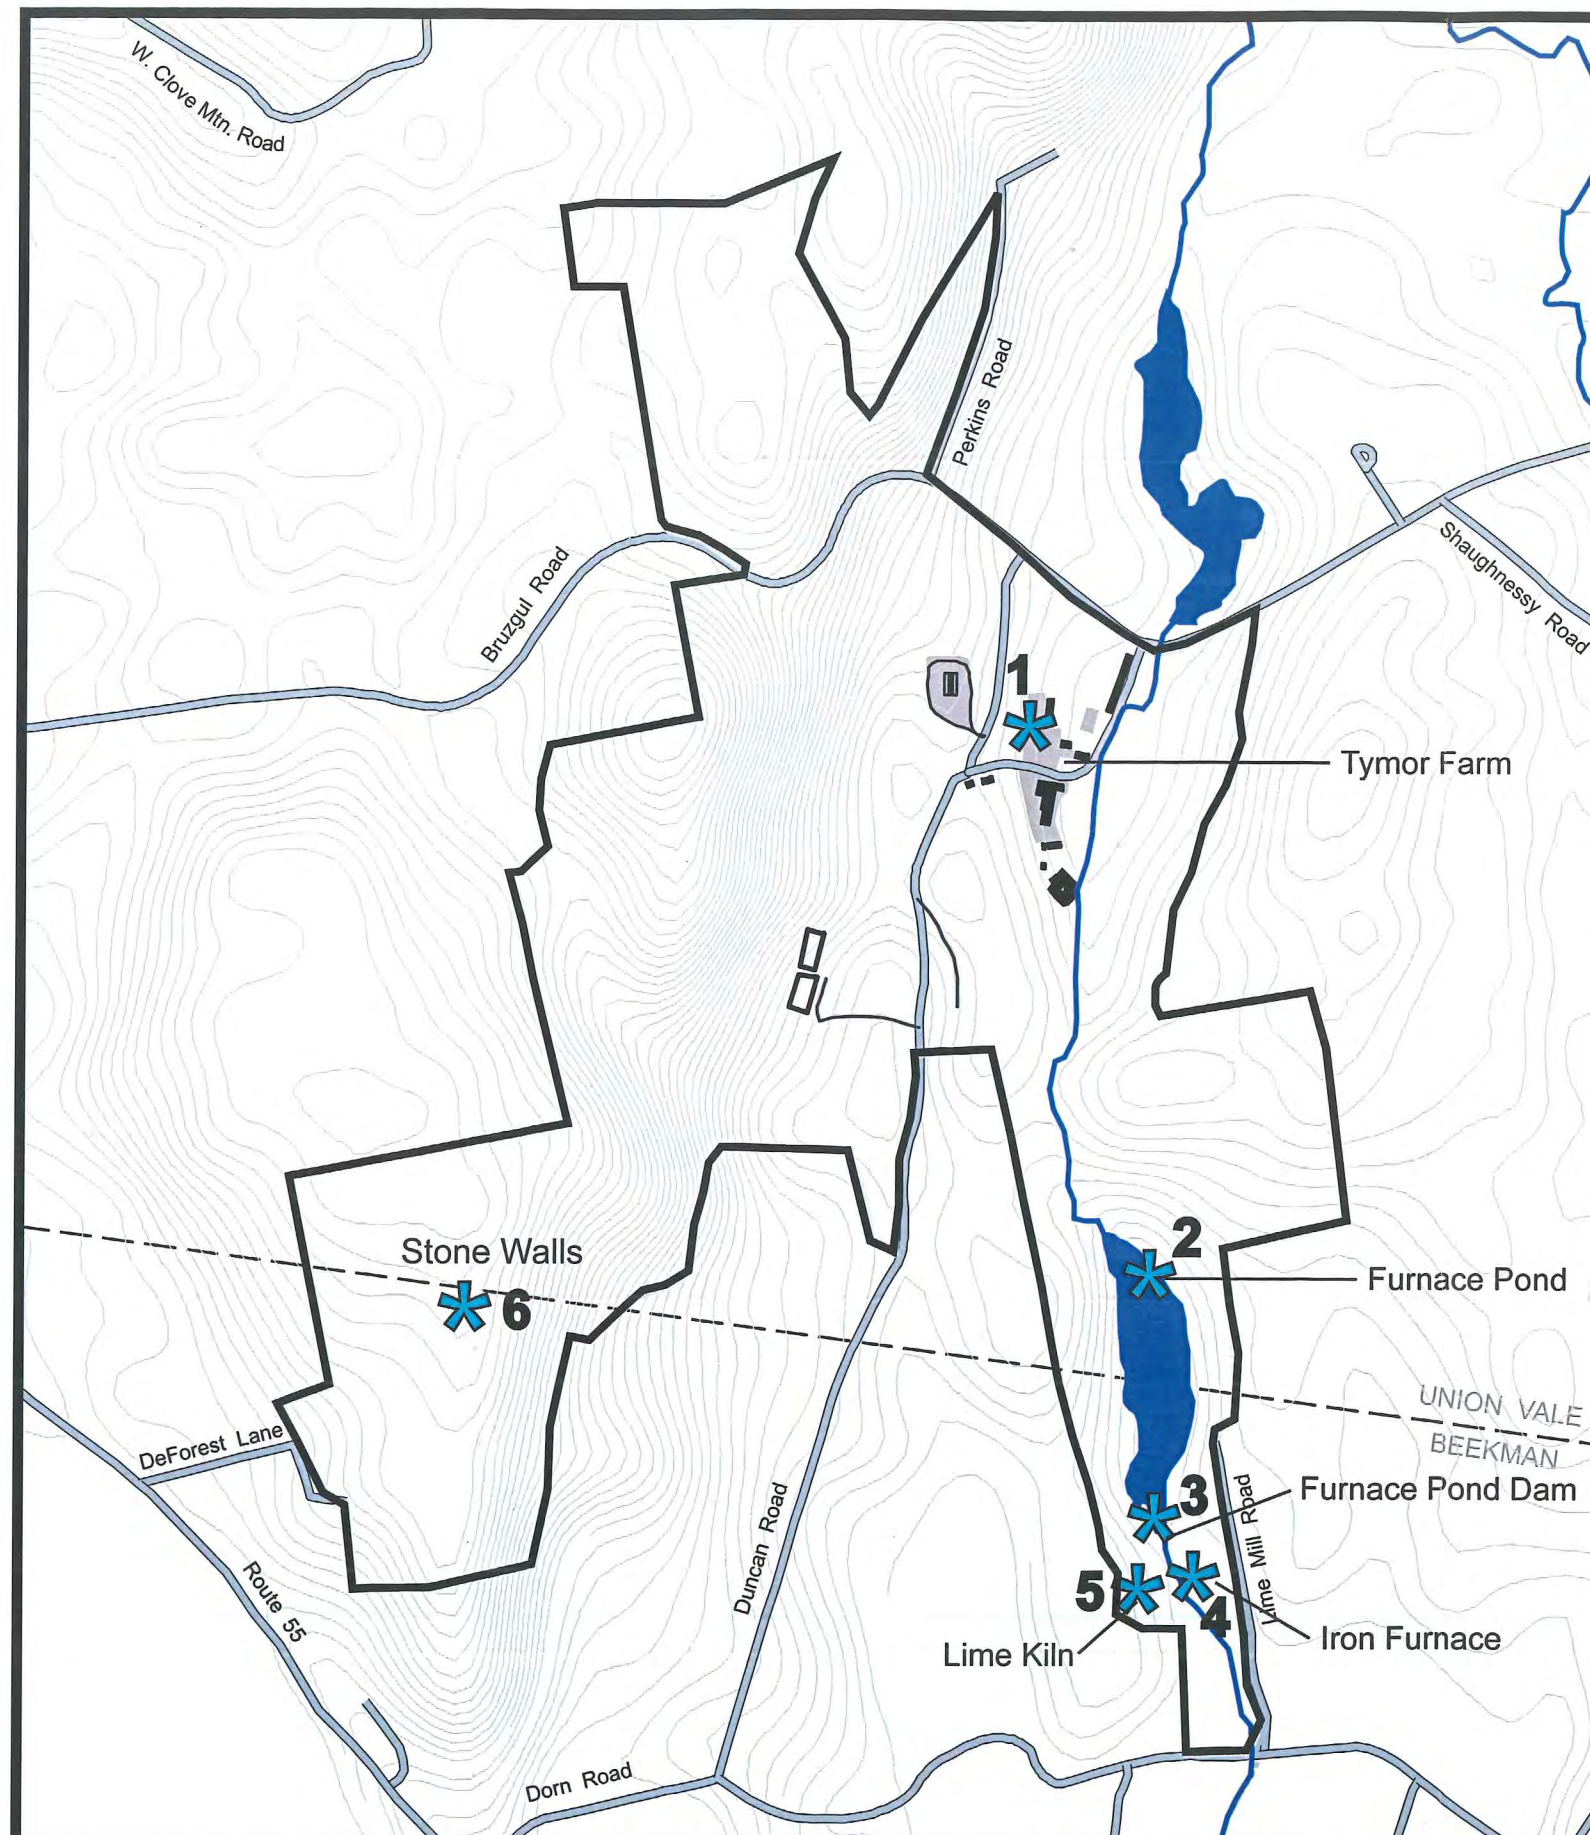 W. Clove Mtn. Road
Perkins Road
Shaughnessy Road
Bruzgul Road
1
Tymor Farm
2
Stone Walls
Furnace Pond
6
UNION VALE
BEEKMAN
DeForest Lane
3
Furnace Pond Dam
Duncan Road
Lime Mill Road
Route 55
5
4
Iron Furnace
Lime Kiln
Dorn Road